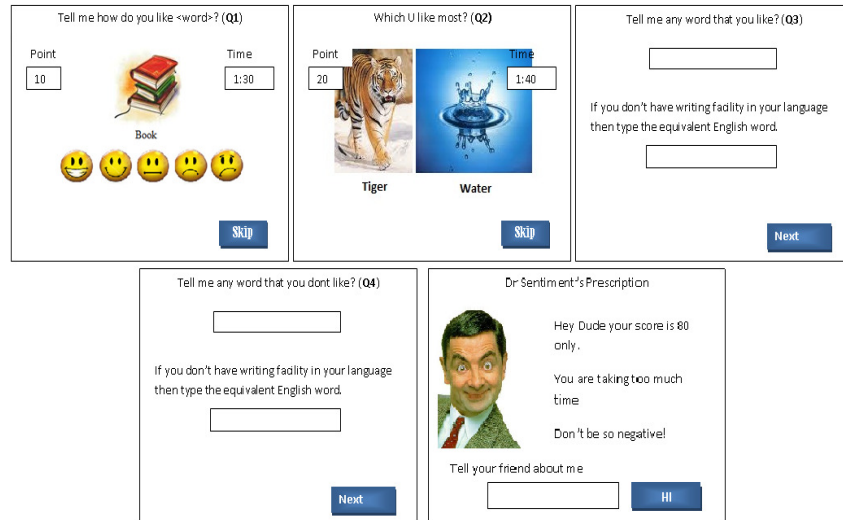 Tell me how do you like <word>? (Q1)
Point
Time
10
1:30
Book
Skip
Which U like most? (Q2)
Point
Time
20
1:40
Tiger
Water
Skip
Tell me any word that you like? (Q3)
If you don't have writing facility in your language
then type the equivalent English word.
Next
Tell me any word that you dont like? (Q4)
If you don't have writing facility in your language
then type the equivalent English word.
Next
Dr Sentiment's Prescription
Hey Dude your score is 80
only.
You are taking too much
time
Don't be so negative!
Tell your friend about me
HI